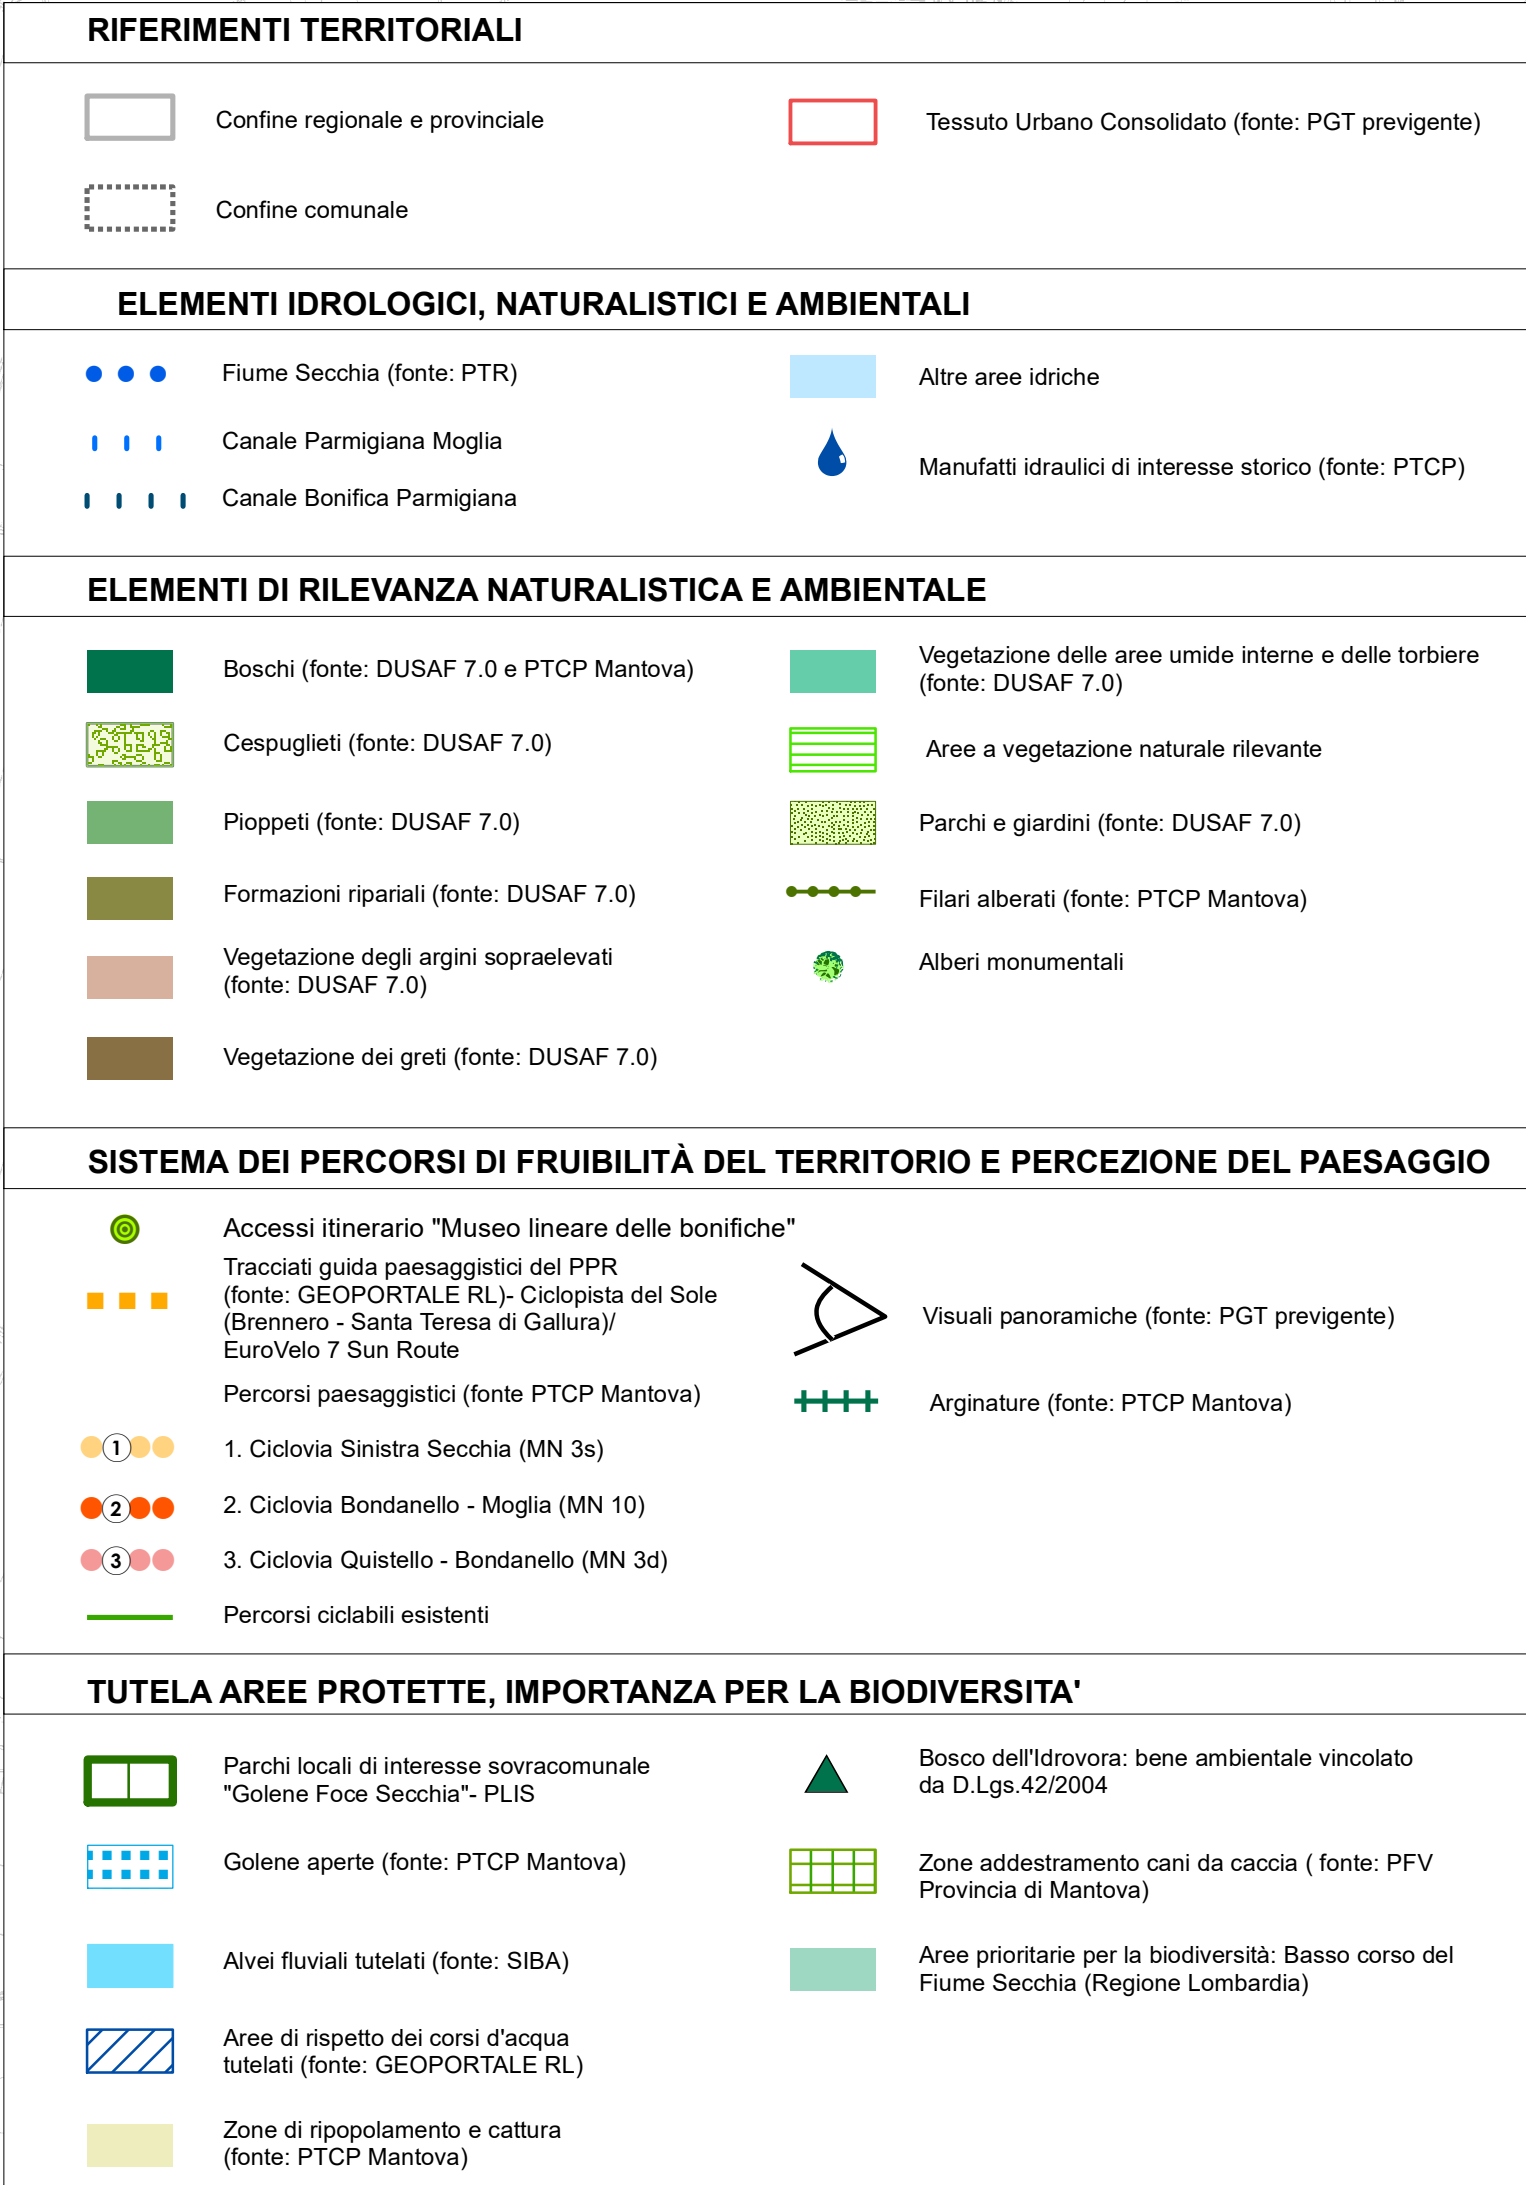 RIFERIMENTI TERRITORIALI
Confine regionale e provinciale
Tessuto Urbano Consolidato (fonte: PGT previgente)
Confine comunale
ELEMENTI IDROLOGICI, NATURALISTICI E AMBIENTALI
Fiume Secchia (fonte: PTR)
Canale Parmigiana Moglia
Canale Bonifica Parmigiana
Altre aree idriche
Manufatti idraulici di interesse storico (fonte: PTCP)
ELEMENTI DI RILEVANZA NATURALISTICA E AMBIENTALE
Boschi (fonte: DUSAF 7.0 e PTCP Mantova)
Cespuglieti (fonte: DUSAF 7.0)
Pioppeti (fonte: DUSAF 7.0)
Formazioni ripariali (fonte: DUSAF 7.0)
Vegetazione degli argini sopraelevati
(fonte: DUSAF 7.0)
Vegetazione dei greti (fonte: DUSAF 7.0)
Vegetazione delle aree umide interne e delle torbiere
(fonte: DUSAF 7.0)
Aree a vegetazione naturale rilevante
Parchi e giardini (fonte: DUSAF 7.0)
Filari alberati (fonte: PTCP Mantova)
Alberi monumentali
SISTEMA DEI PERCORSI DI FRUIBILITÀ DEL TERRITORIO E PERCEZIONE DEL PAESAGGIO
Accessi itinerario "Museo lineare delle bonifiche"
Tracciati guida paesaggistici del PPR
(fonte: GEOPORTALE RL)- Ciclopista del Sole
(Brennero - Santa Teresa di Gallura)/
EuroVelo 7 Sun Route
Percorsi paesaggistici (fonte PTCP Mantova)
1 1. Ciclovia Sinistra Secchia (MN 3s)
2 2. Ciclovia Bondanello - Moglia (MN 10)
3 3. Ciclovia Quistello - Bondanello (MN 3d)
Percorsi ciclabili esistenti
Visuali panoramiche (fonte: PGT previgente)
Arginature (fonte: PTCP Mantova)
TUTELA AREE PROTETTE, IMPORTANZA PER LA BIODIVERSITA'
Parchi locali di interesse sovracomunale
"Golene Foce Secchia"- PLIS
Golene aperte (fonte: PTCP Mantova)
Alvei fluviali tutelati (fonte: SIBA)
Aree di rispetto dei corsi d'acqua
tutelati (fonte: GEOPORTALE RL)
Zone di ripopolamento e cattura
(fonte: PTCP Mantova)
Bosco dell'Idrovora: bene ambientale vincolato
da D.Lgs.42/2004
Zone addestramento cani da caccia ( fonte: PFV
Provincia di Mantova)
Aree prioritarie per la biodiversità: Basso corso del
Fiume Secchia (Regione Lombardia)